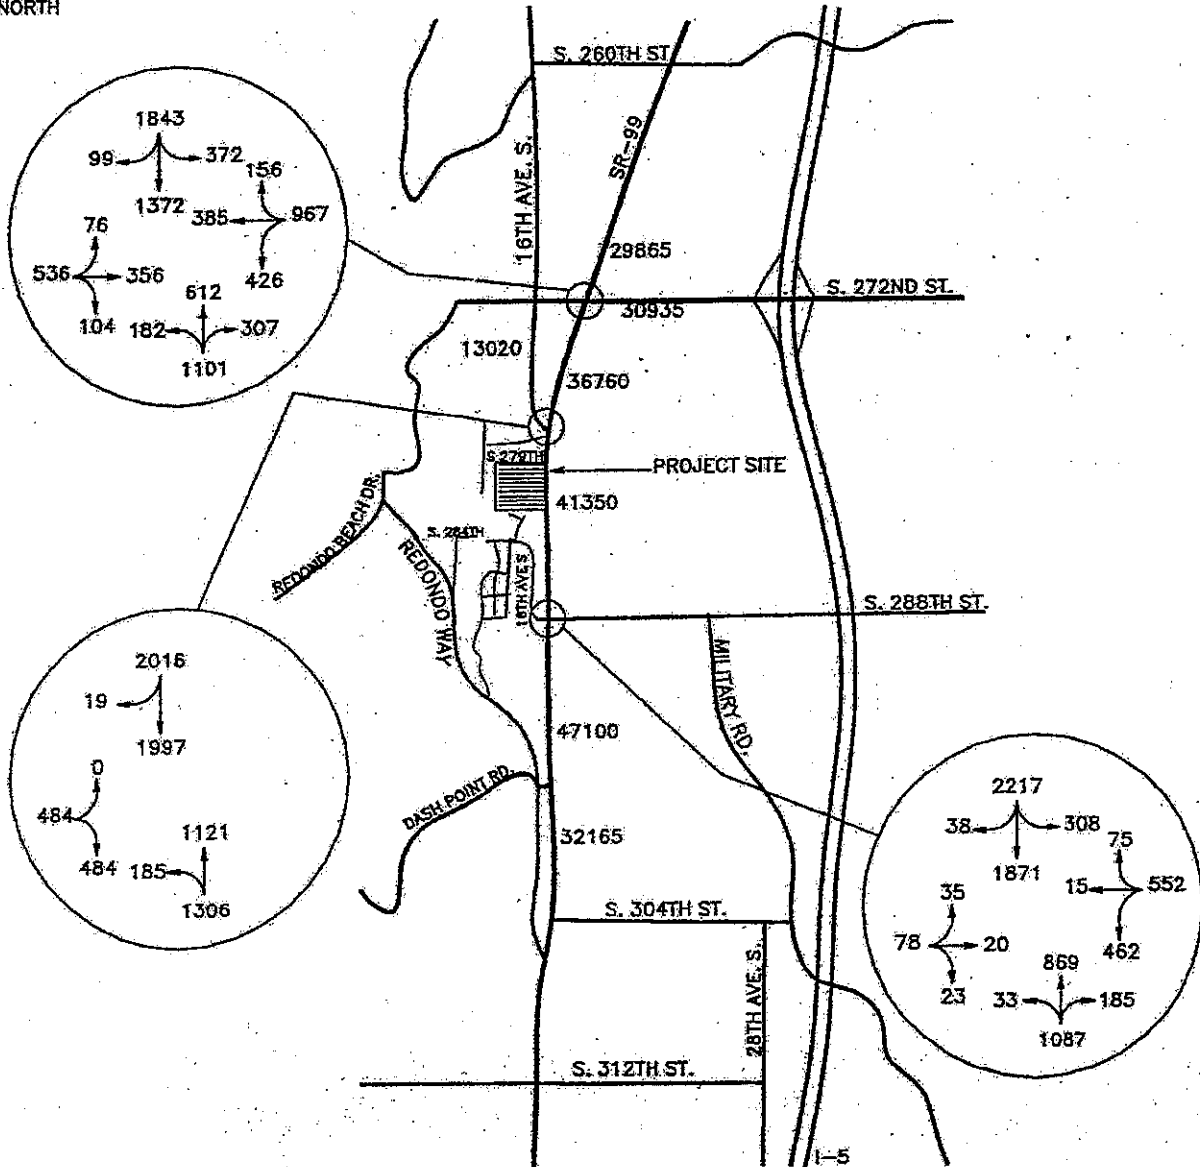 NORTH
S. 260TH ST
SR-99
16TH AVE. S.
1843
99
372
156
1372
385
967
76
536
356
426
612
104
182
307
1101
29865
S. 272ND ST.
30935
13020
36760
S 279TH
PROJECT SITE
41350
REDONDO BEACH DR.
S. 284TH
REDONDO WAY
16TH AVE S
S. 288TH ST.
MILITARY RD.
2016
19
1997
0
484
1121
484
185
1306
47100
DASH POINT RD.
32165
2217
38
308
75
1871
15
552
35
78
20
462
869
23
33
185
1087
S. 304TH ST.
28TH AVE. S.
S. 312TH ST.
I-5